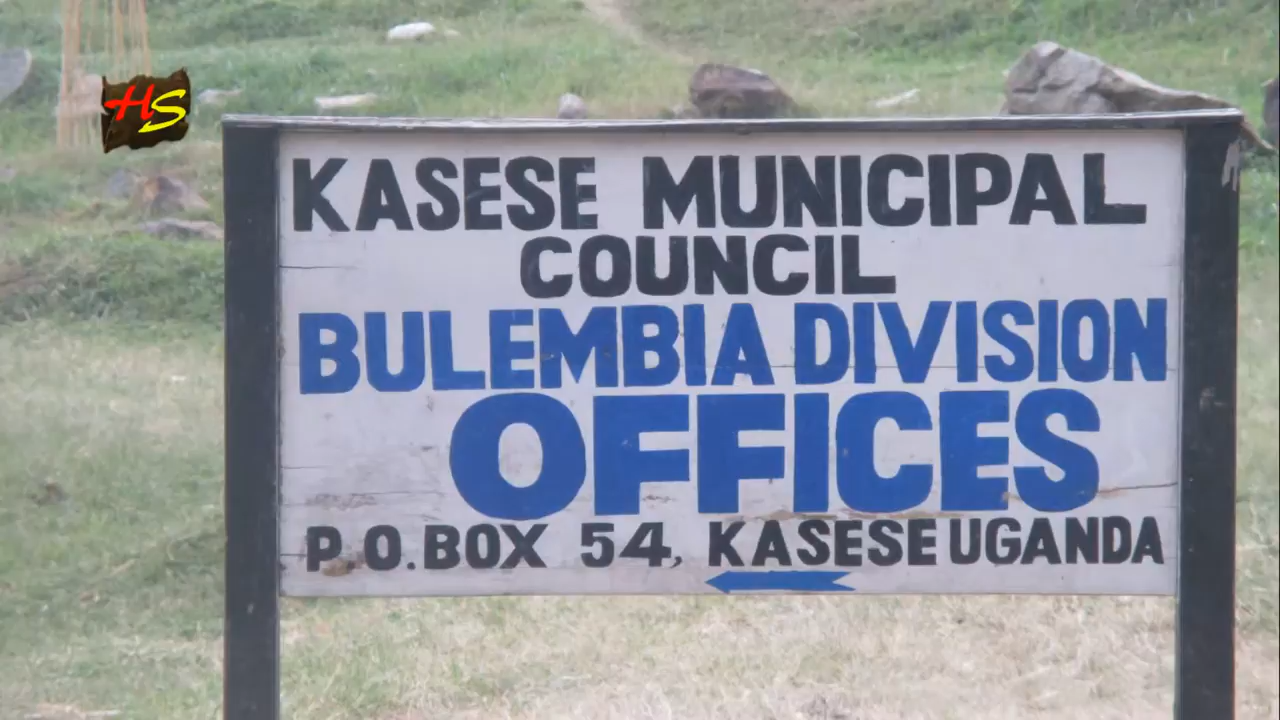 HS
KASESE MUNICIPAL
COUNCIL
BULEMBIA DIVISION
OFFICES
P.O.BOX 54, KASESE UGANDA